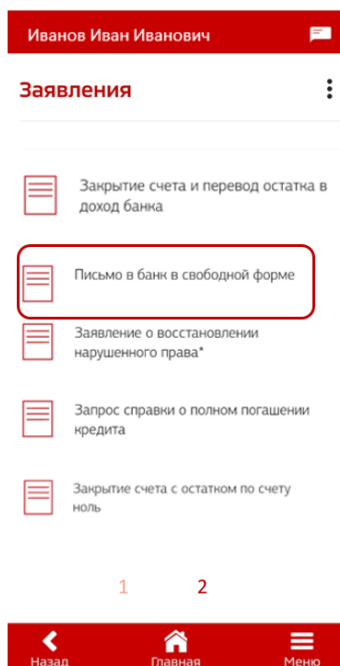 Иванов Иван Иванович
Заявления
Закрытие счета и перевод остатка в
доход банка
Письмо в банк в свободной форме
Заявление о восстановлении
нарушенного права*
Запрос справки о полном погашении
кредита
Закрытие счета с остатком по счету
ноль
1 2
Назад Главная Меню